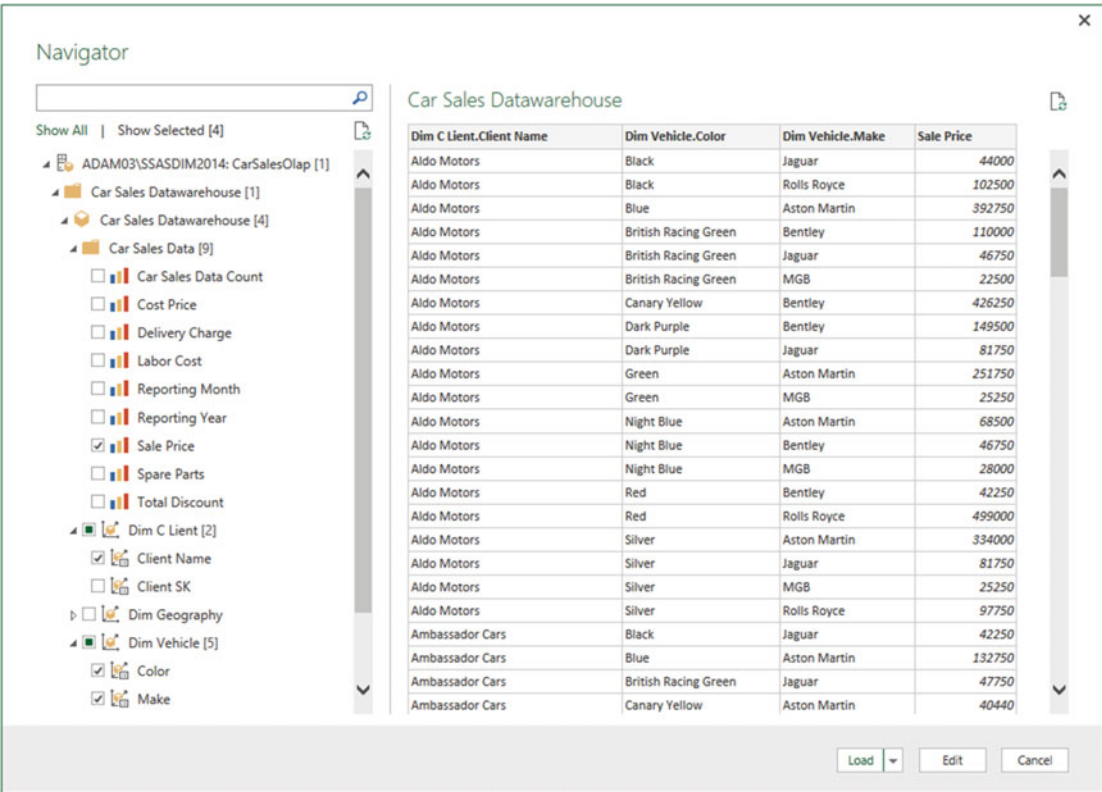 Navigator
Show All | Show Selected [4]
ADAM03\SSASDIM2014: CarSalesOlap [1]
Car Sales Datawarehouse [1]
Car Sales Datawarehouse [4]
Car Sales Data [9]
Car Sales Data Count
Cost Price
Delivery Charge
Labor Cost
Reporting Month
Reporting Year
Sale Price
Spare Parts
Total Discount
Dim C Lient [2]
Client Name
Client SK
Dim Geography
Dim Vehicle [5]
Color
Make
Car Sales Datawarehouse
Dim C Lient.Client Name Dim Vehicle.Color Dim Vehicle.Make Sale Price
Aldo Motors Black Jaguar 44000
Aldo Motors Black Rolls Royce 102500
Aldo Motors Blue Aston Martin 392750
Aldo Motors British Racing Green Bentley 110000
Aldo Motors British Racing Green Jaguar 46750
Aldo Motors British Racing Green MGB 22500
Aldo Motors Canary Yellow Bentley 426250
Aldo Motors Dark Purple Bentley 149500
Aldo Motors Dark Purple Jaguar 81750
Aldo Motors Green Aston Martin 251750
Aldo Motors Green MGB 25250
Aldo Motors Night Blue Aston Martin 68500
Aldo Motors Night Blue Bentley 46750
Aldo Motors Night Blue MGB 28000
Aldo Motors Red Bentley 42250
Aldo Motors Red Rolls Royce 499000
Aldo Motors Silver Aston Martin 334000
Aldo Motors Silver Jaguar 81750
Aldo Motors Silver MGB 25250
Aldo Motors Silver Rolls Royce 97750
Ambassador Cars Black Jaguar 42250
Ambassador Cars Blue Aston Martin 132750
Ambassador Cars British Racing Green Jaguar 47750
Ambassador Cars Canary Yellow Aston Martin 40440
Load Edit Cancel